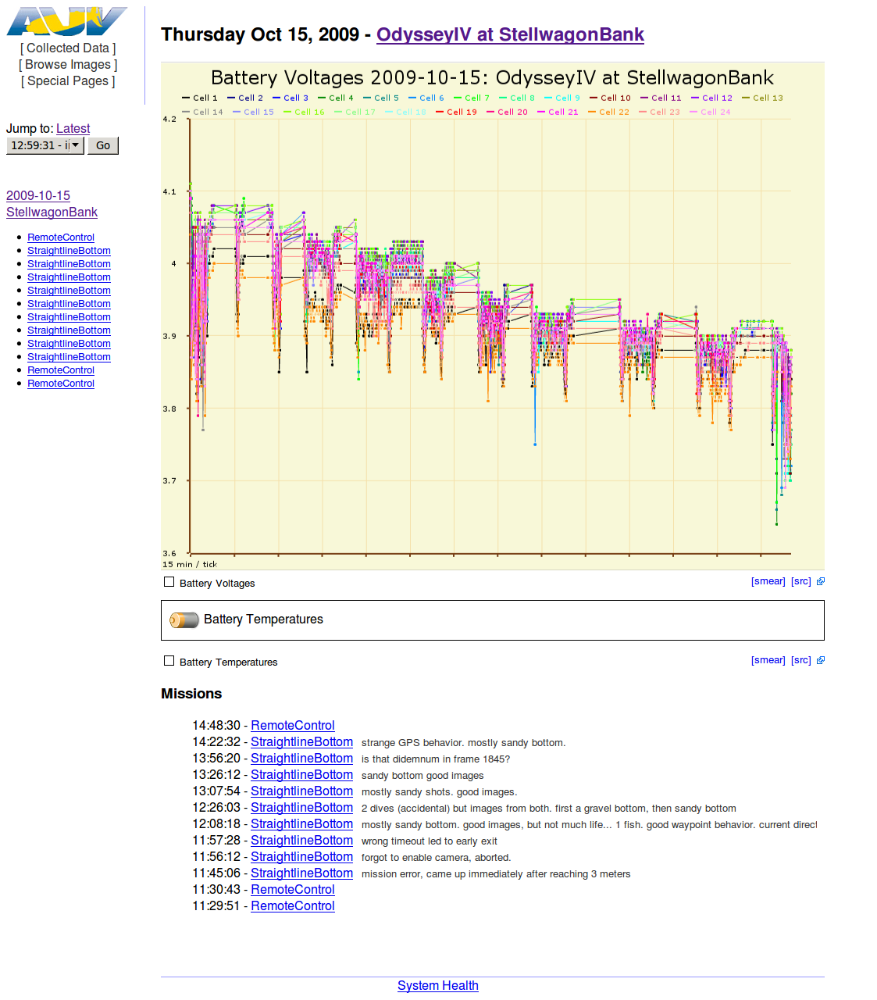 AUV
[ Collected Data ]
[ Browse Images ]
[ Special Pages ]
Jump to: Latest
12:59:31 - i
Go
2009-10-15
StellwagonBank
RemoteControl
StraightlineBottom
StraightlineBottom
StraightlineBottom
StraightlineBottom
StraightlineBottom
StraightlineBottom
StraightlineBottom
StraightlineBottom
StraightlineBottom
RemoteControl
RemoteControl
Thursday Oct 15, 2009 - OdysseyIV at StellwagonBank
Battery Voltages 2009-10-15: OdysseyIV at StellwagonBank
Cell 1 Cell 2 Cell 3 Cell 4 Cell 5 Cell 6 Cell 7 Cell 8 Cell 9 Cell 10 Cell 11 Cell 12 Cell 13
Cell 14 Cell 15 Cell 16 Cell 17 Cell 18 Cell 19 Cell 20 Cell 21 Cell 22 Cell 23 Cell 24
4.2
4.1
4
3.9
3.8
3.7
3.6
15 min / tick
Battery Voltages [smear] [src]
Battery Temperatures
Battery Temperatures [smear] [src]
Missions
14:48:30 - RemoteControl
14:22:32 - StraightlineBottom strange GPS behavior. mostly sandy bottom.
13:56:20 - StraightlineBottom is that didemnum in frame 1845?
13:26:12 - StraightlineBottom sandy bottom good images
13:07:54 - StraightlineBottom mostly sandy shots. good images.
12:26:03 - StraightlineBottom 2 dives (accidental) but images from both. first a gravel bottom, then sandy bottom
12:08:18 - StraightlineBottom mostly sandy bottom. good images, but not much life... 1 fish. good waypoint behavior. current direct
11:57:28 - StraightlineBottom wrong timeout led to early exit
11:56:12 - StraightlineBottom forgot to enable camera, aborted.
11:45:06 - StraightlineBottom mission error, came up immediately after reaching 3 meters
11:30:43 - RemoteControl
11:29:51 - RemoteControl
System Health